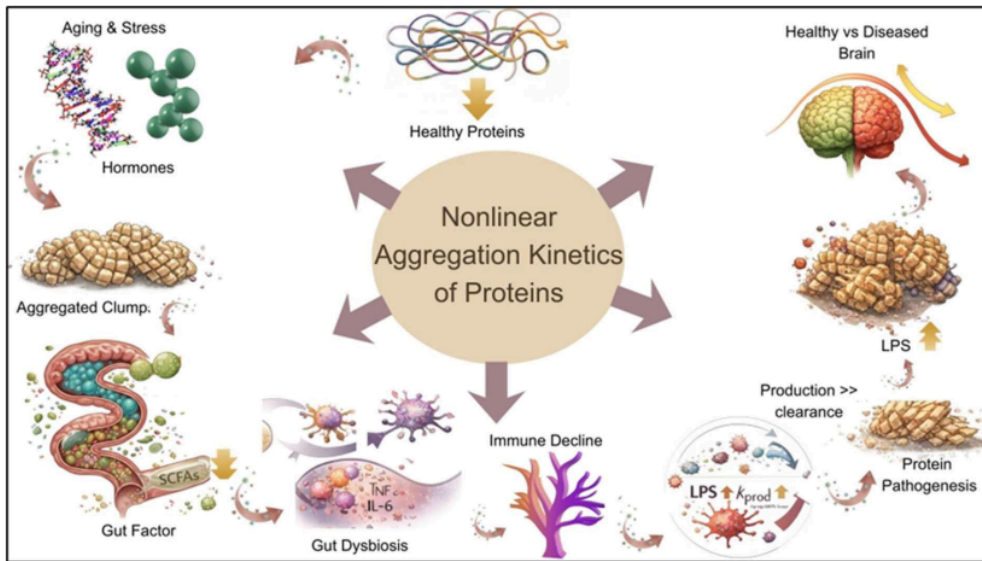 Aging & Stress
Hormones
Healthy Proteins
Healthy vs Diseased
Brain
Nonlinear
Aggregation Kinetics
of Proteins
Aggregated Clump.
SCFAs
Gut Factor
TNF
IL-6
Gut Dysbiosis
Immune Decline
LPS kprod
Production >>
clearance
Protein
Pathogenesis
LPS